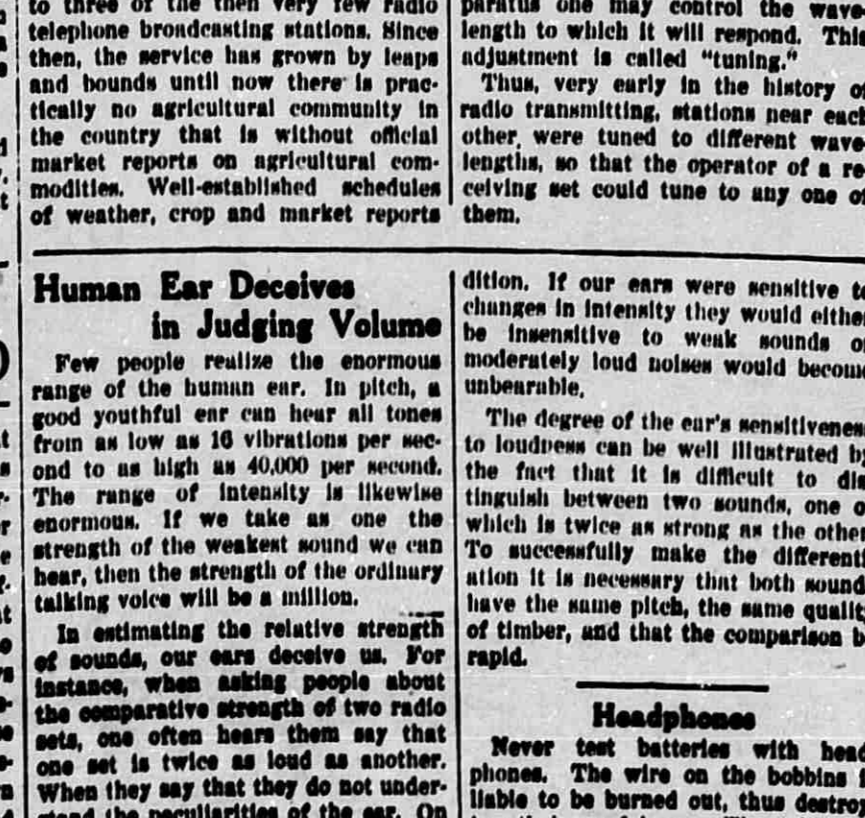 to three of the then very few radio
telephone broadcasting stations. Since
then, the service has grown by leaps
and bounds until now there is prac-
tically no agricultural community in
the country that is without official
market reports on agricultural com-
modities. Well-established schedules
of weather, crop and market reports
paratus one may control the wave-
length to which it will respond. This
adjustment is called "tuning."
Thus, very early in the history of
radio transmitting, stations near each
other, were tuned to different wave-
lengths, so that the operator of a re-
ceiving set could tune to any one of
them.
Human Ear Deceives
in Judging Volume
Few people realize the enormous
range of the human ear. In pitch, a
good youthful ear can hear all tones
from as low as 16 vibrations per sec-
ond to as high as 40,000 per second.
The range of intensity is likewise
enormous. If we take as one the
strength of the weakest sound we can
hear, then the strength of the ordinary
talking voice will be a million.
In estimating the relative strength
of sounds, our ears deceive us. For
instance, when asking people about
the comparative strength of two radio
sets, one often hears them say that
one set is twice as loud as another.
When they say that they do not under-
stand the peculiarities of the ear. On
dition. If our ears were sensitive to
changes in intensity they would either
be insensitive to weak sounds or
moderately loud noises would become
unbearable.
The degree of the ear's sensitiveness
to loudness can be well illustrated by
the fact that it is difficult to dis
tinguish between two sounds, one o
which is twice as strong as the other
To successfully make the differenti
ation it is necessary that both sound
have the same pitch, the same qualit
of timber, and that the comparison b
rapid.
Headphones
Never test batteries with head
phones. The wire on the bobbins i
liable to be burned out, thus destroy